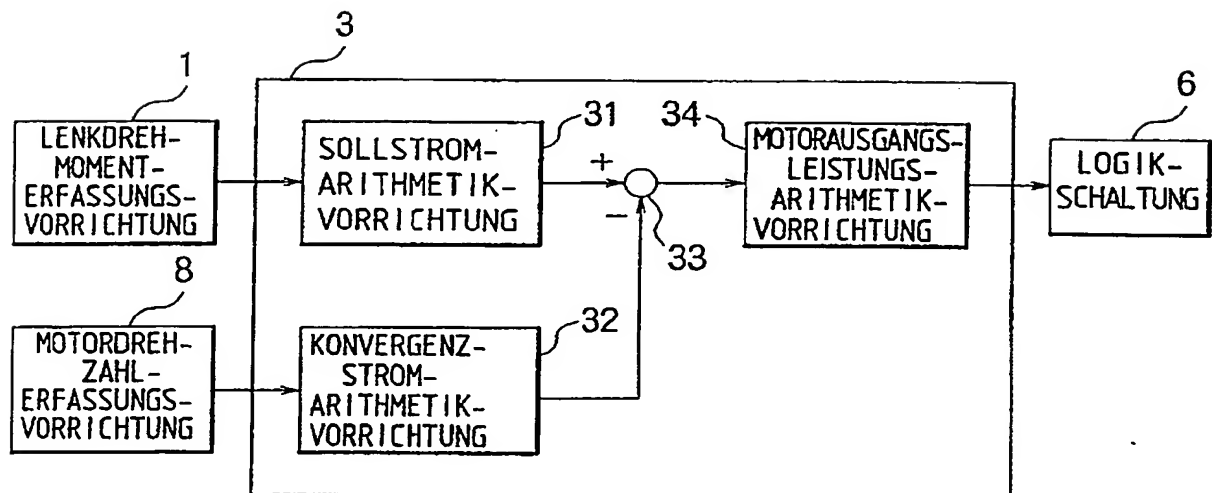 3
1
LENKDREH-
MOMENT-
ERFASSUNGS-
VORRICHTUNG
31
SOLLSTROM-
ARITHMETIK-
VORRICHTUNG
+
−
33
34
MOTORAUSGANGS-
LEISTUNGS-
ARITHMETIK-
VORRICHTUNG
6
LOGIK-
SCHALTUNG
8
MOTORDREH-
ZAHL-
ERFASSUNGS-
VORRICHTUNG
32
KONVERGENZ-
STROM-
ARITHMETIK-
VORRICHTUNG